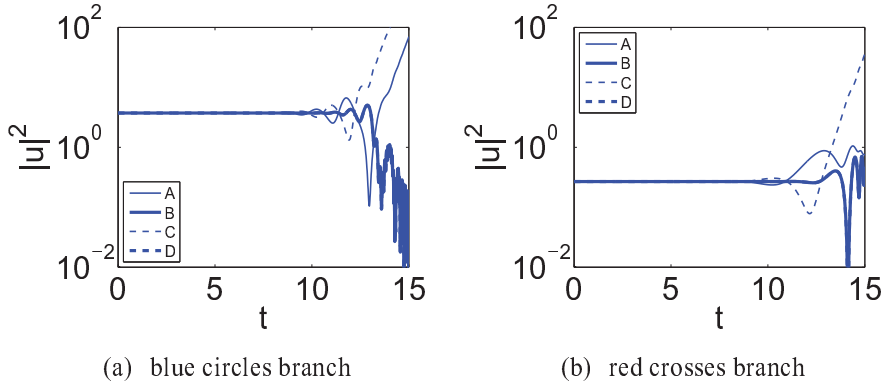 10^2
10^0
10^-2
|u|^2
A
B
C
D
0 5 10 15
t
(a) blue circles branch
10^2
10^0
10^-2
|u|^2
A
B
C
D
0 5 10 15
t
(b) red crosses branch